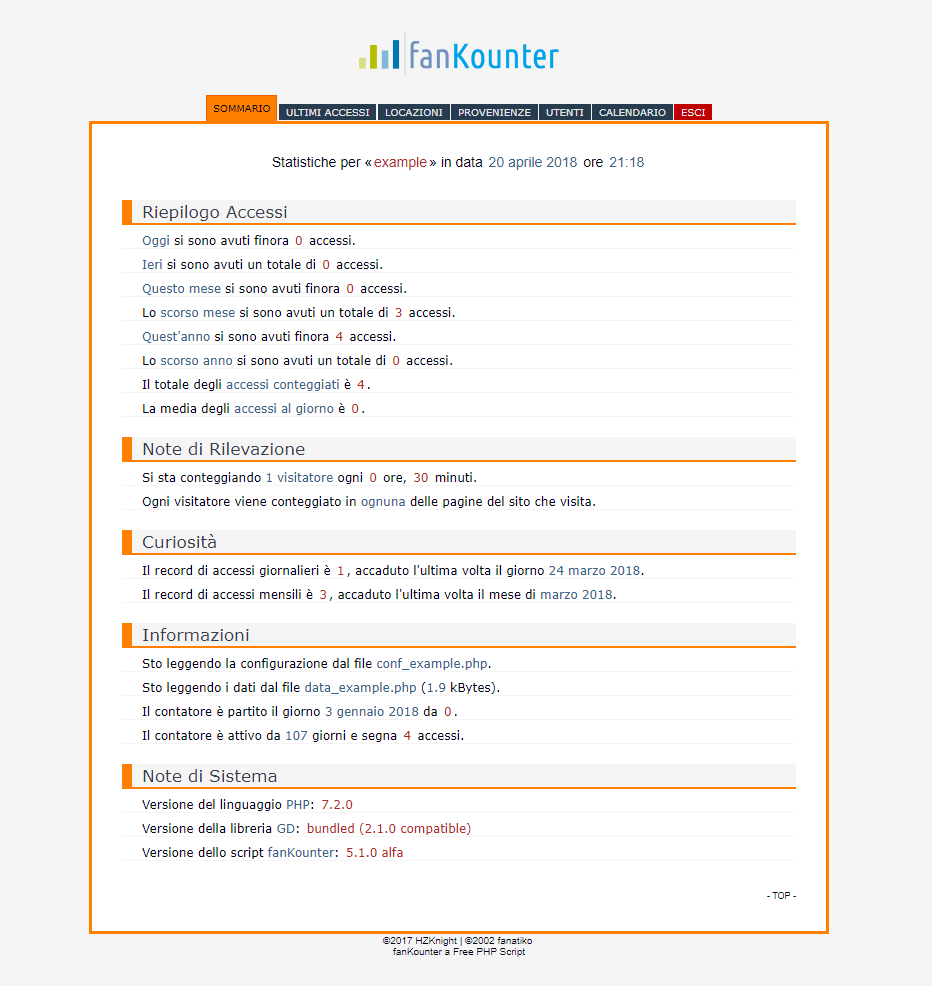 fanKounter
SOMMARIO ULTIMI ACCESSI LOCAZIONI PROVENIENZE UTENTI CALENDARIO ESCI
Statistiche per «example» in data 20 aprile 2018 ore 21:18
Riepilogo Accessi
Oggi si sono avuti finora 0 accessi.
Ieri si sono avuti un totale di 0 accessi.
Questo mese si sono avuti finora 0 accessi.
Lo scorso mese si sono avuti un totale di 3 accessi.
Quest'anno si sono avuti finora 4 accessi.
Lo scorso anno si sono avuti un totale di 0 accessi.
Il totale degli accessi conteggiati è 4.
La media degli accessi al giorno è 0.
Note di Rilevazione
Si sta conteggiando 1 visitatore ogni 0 ore, 30 minuti.
Ogni visitatore viene conteggiato in ognuna delle pagine del sito che visita.
Curiosità
Il record di accessi giornalieri è 1, accaduto l'ultima volta il giorno 24 marzo 2018.
Il record di accessi mensili è 3, accaduto l'ultima volta il mese di marzo 2018.
Informazioni
Sto leggendo la configurazione dal file conf_example.php.
Sto leggendo i dati dal file data_example.php (1.9 kBytes).
Il contatore è partito il giorno 3 gennaio 2018 da 0.
Il contatore è attivo da 107 giorni e segna 4 accessi.
Note di Sistema
Versione del linguaggio PHP: 7.2.0
Versione della libreria GD: bundled (2.1.0 compatible)
Versione dello script fanKounter: 5.1.0 alfa
- TOP -
©2017 HZKnight | ©2002 fanatiko
fanKounter a Free PHP Script